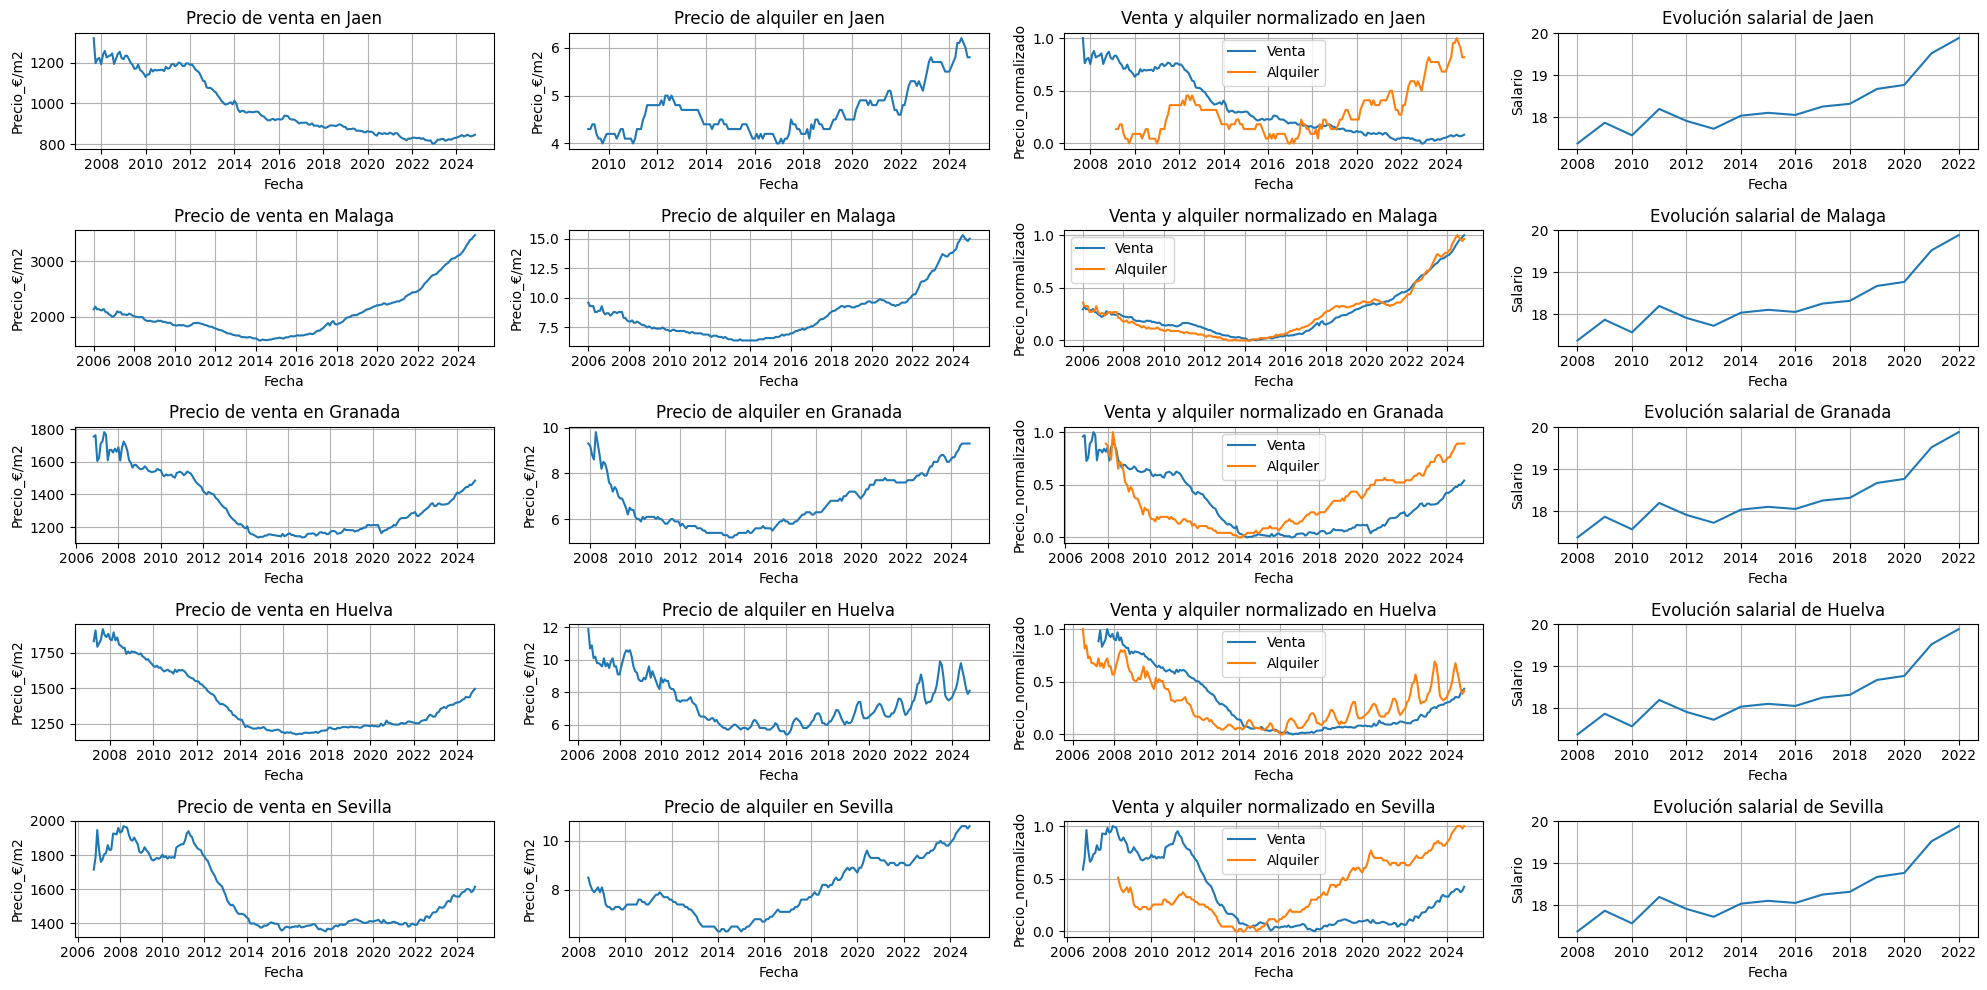 Precio de venta en Jaen
Precio_€/m2
1200
1000
800
2008 2010 2012 2014 2016 2018 2020 2022 2024
Fecha
Precio de alquiler en Jaen
Precio_€/m2
6
5
4
2010 2012 2014 2016 2018 2020 2022 2024
Fecha
Venta y alquiler normalizado en Jaen
Precio_normalizado
1.0
0.5
0.0
Venta
Alquiler
2008 2010 2012 2014 2016 2018 2020 2022 2024
Fecha
Evolución salarial de Jaen
Salario
20
19
18
2008 2010 2012 2014 2016 2018 2020 2022
Fecha
Precio de venta en Malaga
Precio_€/m2
3000
2000
2006 2008 2010 2012 2014 2016 2018 2020 2022 2024
Fecha
Precio de alquiler en Malaga
Precio_€/m2
15.0
12.5
10.0
7.5
2006 2008 2010 2012 2014 2016 2018 2020 2022 2024
Fecha
Venta y alquiler normalizado en Malaga
Precio_normalizado
1.0
0.5
0.0
Venta
Alquiler
2006 2008 2010 2012 2014 2016 2018 2020 2022 2024
Fecha
Evolución salarial de Malaga
Salario
20
19
18
2008 2010 2012 2014 2016 2018 2020 2022
Fecha
Precio de venta en Granada
Precio_€/m2
1800
1600
1400
1200
2006 2008 2010 2012 2014 2016 2018 2020 2022 2024
Fecha
Precio de alquiler en Granada
Precio_€/m2
10
8
6
2008 2010 2012 2014 2016 2018 2020 2022 2024
Fecha
Venta y alquiler normalizado en Granada
Precio_normalizado
1.0
0.5
0.0
Venta
Alquiler
2006 2008 2010 2012 2014 2016 2018 2020 2022 2024
Fecha
Evolución salarial de Granada
Salario
20
19
18
2008 2010 2012 2014 2016 2018 2020 2022
Fecha
Precio de venta en Huelva
Precio_€/m2
1750
1500
1250
2008 2010 2012 2014 2016 2018 2020 2022 2024
Fecha
Precio de alquiler en Huelva
Precio_€/m2
12
10
8
6
2006 2008 2010 2012 2014 2016 2018 2020 2022 2024
Fecha
Venta y alquiler normalizado en Huelva
Precio_normalizado
1.0
0.5
0.0
Venta
Alquiler
2006 2008 2010 2012 2014 2016 2018 2020 2022 2024
Fecha
Evolución salarial de Huelva
Salario
20
19
18
2008 2010 2012 2014 2016 2018 2020 2022
Fecha
Precio de venta en Sevilla
Precio_€/m2
2000
1800
1600
1400
2006 2008 2010 2012 2014 2016 2018 2020 2022 2024
Fecha
Precio de alquiler en Sevilla
Precio_€/m2
10
8
2008 2010 2012 2014 2016 2018 2020 2022 2024
Fecha
Venta y alquiler normalizado en Sevilla
Precio_normalizado
1.0
0.5
0.0
Venta
Alquiler
2006 2008 2010 2012 2014 2016 2018 2020 2022 2024
Fecha
Evolución salarial de Sevilla
Salario
20
19
18
2008 2010 2012 2014 2016 2018 2020 2022
Fecha